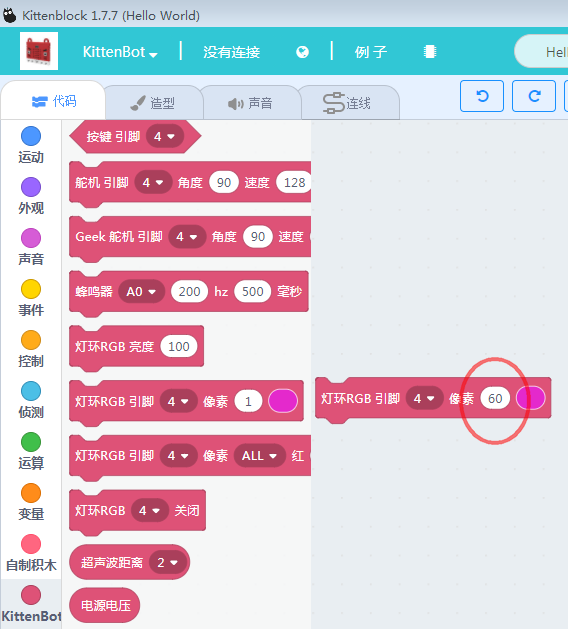 Kittenblock 1.7.7 (Hello World)
KittenBot 没有连接 例 子 Hell
代码 造型 声音 连线
运动
外观
声音
事件
控制
侦测
运算
变量
自制积木
KittenBot
按键 引脚 4
舵机 引脚 4 角度 90 速度 128
Geek 舵机 引脚 4 角度 90 速度
蜂鸣器 A0 200 hz 500 毫秒
灯环RGB 亮度 100
灯环RGB 引脚 4 像素 1
灯环RGB 引脚 4 像素 ALL 红
灯环RGB 4 关闭
超声波距离 2
电源电压
灯环RGB 引脚 4 像素 60